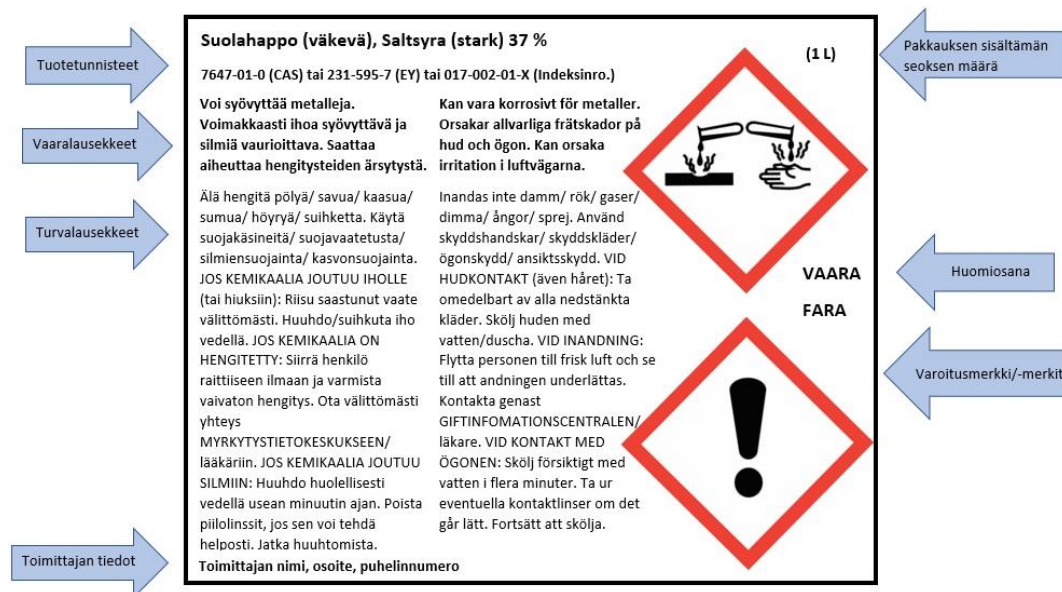 Tuotetunnisteet
Vaaralausekkeet
Turvalausekkeet
Toimittajan tiedot
Suolahappo (väkevä), Saltsyra (stark) 37 %
7647-01-0 (CAS) tai 231-595-7 (EY) tai 017-002-01-X (Indeksinro.)
Voi syövyttää metalleja.
Voimakkaasti ihoa syövyttävä ja
silmiä vaurioittava. Saattaa
aiheuttaa hengitysteiden ärsytystä.
Älä hengitä pölyä/ savua/ kaasua/
sumua/ höyryä/ suihketta. Käytä
suojakäsineitä/ suojavaatetusta/
silmiensuojainta/ kasvonsuojainta.
JOS KEMIKAALIA JOUTUU IHOLLE
(tai hiuksiin): Riisu saastunut vaate
välittömästi. Huuhdo/suihkuta iho
vedellä. JOS KEMIKAALIA ON
HENGITETTY: Siirrä henkilö
raittiiseen ilmaan ja varmista
vaivaton hengitys. Ota välittömästi
yhteys
MYRKYTYSTIETOKESKUKSEEN/
lääkäriin. JOS KEMIKAALIA JOUTUU
SILMIIN: Huuhdo huolellisesti
vedellä usean minuutin ajan. Poista
piilolinssit, jos sen voi tehdä
helposti. Jatka huuhtomista.
Kan vara korrosivt för metaller.
Orsakar allvarliga frätskador på
hud och ögon. Kan orsaka
irritation i luftvägarna.
Inandas inte damm/ rök/ gaser/
dimma/ ångor/ sprej. Använd
skyddshandskar/ skyddskläder/
ögonskydd/ ansiktsskydd. VID
HUDKONTAKT (även håret): Ta
omedelbart av alla nedstänkta
kläder. Skölj huden med
vatten/duscha. VID INANDNING:
Flytta personen till frisk luft och se
till att andningen underlättas.
Kontakta genast
GIFTINFOMATIONSCENTRALEN/
läkare. VID KONTAKT MED
ÖGONEN: Skölj försiktigt med
vatten i flera minuter. Ta ur
eventuella kontaktlinser om det
går lätt. Fortsätt att skölja.
Toimittajan nimi, osoite, puhelinnumero
(1 L)
VAARA
FARA
Pakkauksen sisältämän
seoksen määrä
Huomiosana
Varoitusmerkki/-merkit